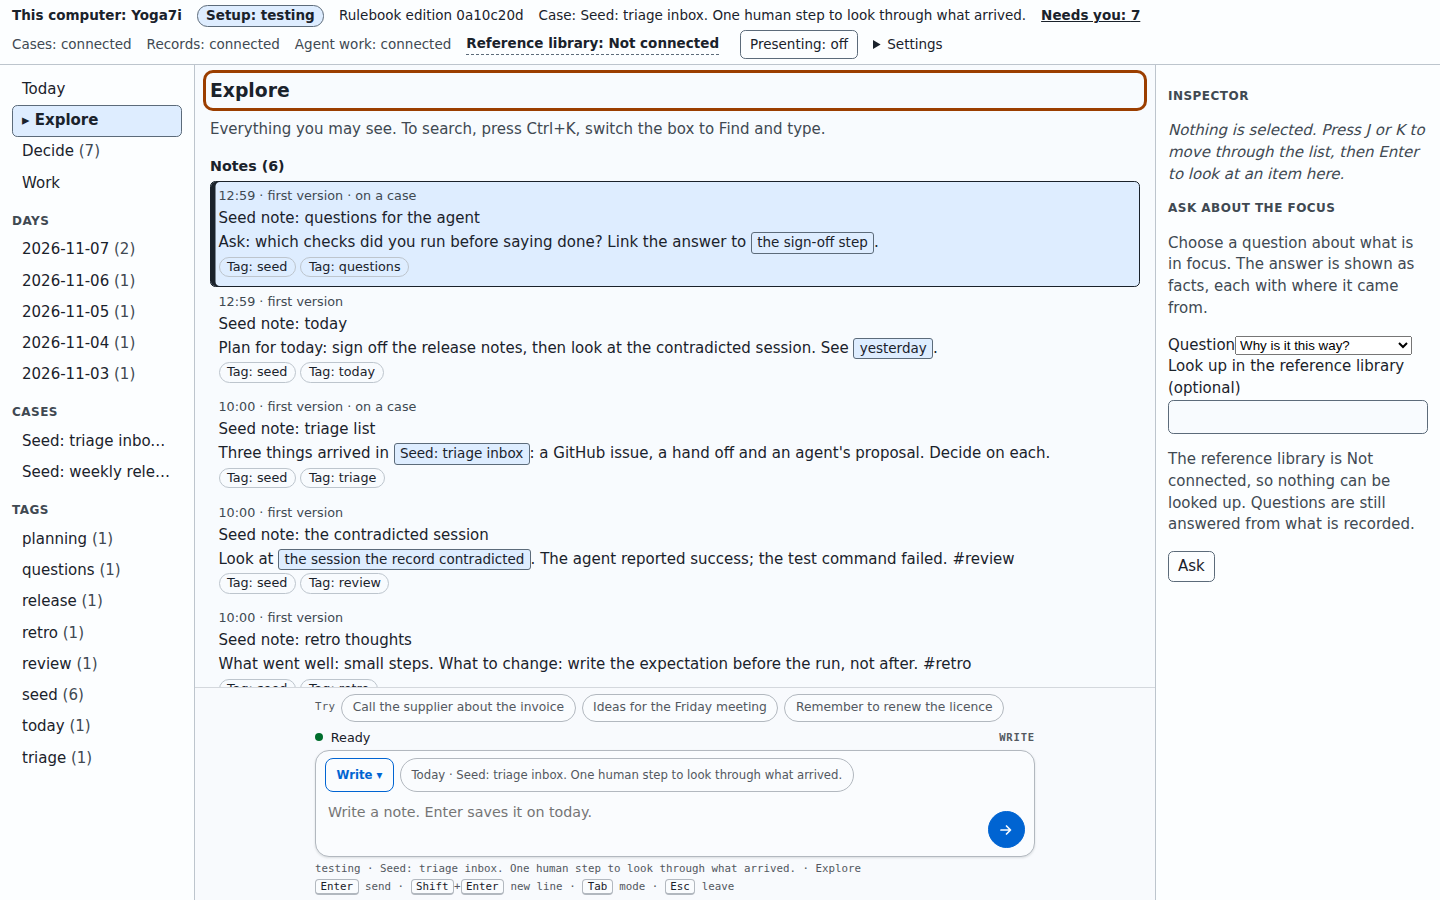 This computer: Yoga7i Setup: testing Rulebook edition 0a10c20d Case: Seed: triage inbox. One human step to look through what arrived. Needs you: 7
Cases: connected Records: connected Agent work: connected Reference library: Not connected Presenting: off ▶ Settings
Today
▸ Explore
Decide (7)
Work
DAYS
2026-11-07 (2)
2026-11-06 (1)
2026-11-05 (1)
2026-11-04 (1)
2026-11-03 (1)
CASES
Seed: triage inbo…
Seed: weekly rele…
TAGS
planning (1)
questions (1)
release (1)
retro (1)
review (1)
seed (6)
today (1)
triage (1)
Explore
Everything you may see. To search, press Ctrl+K, switch the box to Find and type.
Notes (6)
12:59 · first version · on a case
Seed note: questions for the agent
Ask: which checks did you run before saying done? Link the answer to the sign-off step.
Tag: seed Tag: questions
12:59 · first version
Seed note: today
Plan for today: sign off the release notes, then look at the contradicted session. See yesterday.
Tag: seed Tag: today
10:00 · first version · on a case
Seed note: triage list
Three things arrived in Seed: triage inbox: a GitHub issue, a hand off and an agent's proposal. Decide on each.
Tag: seed Tag: triage
10:00 · first version
Seed note: the contradicted session
Look at the session the record contradicted. The agent reported success; the test command failed. #review
Tag: seed Tag: review
10:00 · first version
Seed note: retro thoughts
What went well: small steps. What to change: write the expectation before the run, not after. #retro
Tag: seed Tag: retro
Try Call the supplier about the invoice Ideas for the Friday meeting Remember to renew the licence
Ready WRITE
Write ▾ Today · Seed: triage inbox. One human step to look through what arrived.
Write a note. Enter saves it on today.
testing · Seed: triage inbox. One human step to look through what arrived. · Explore
Enter send · Shift+Enter new line · Tab mode · Esc leave
INSPECTOR
Nothing is selected. Press J or K to
move through the list, then Enter
to look at an item here.
ASK ABOUT THE FOCUS
Choose a question about what is
in focus. The answer is shown as
facts, each with where it came
from.
Question Why is it this way?
Look up in the reference library
(optional)
The reference library is Not
connected, so nothing can be
looked up. Questions are still
answered from what is recorded.
Ask